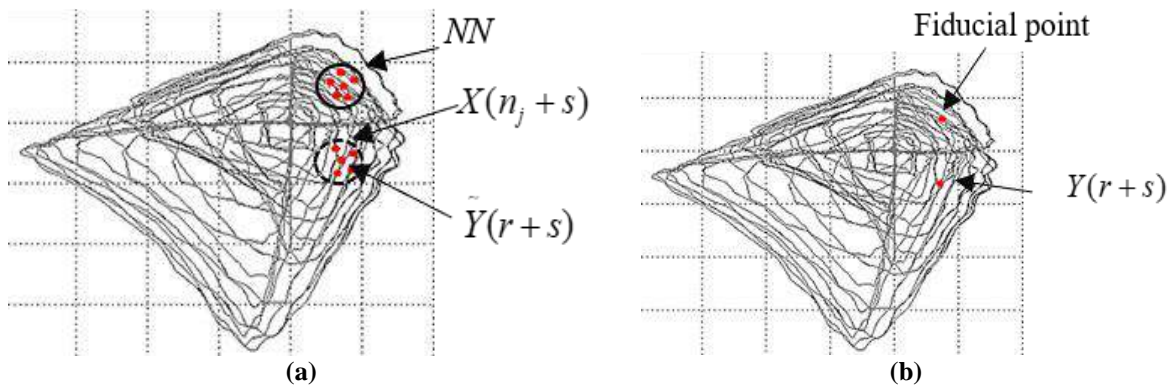 NN
X(n_j + s)
Ỹ(r + s)
(a)
Fiducial point
Y(r + s)
(b)